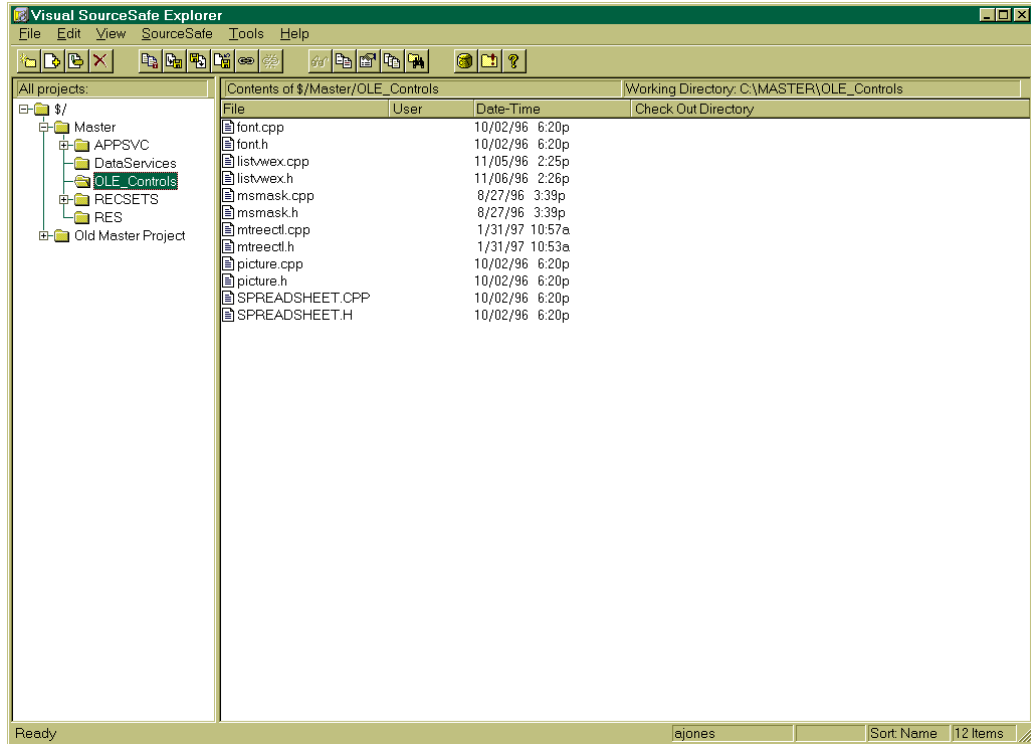 Visual SourceSafe Explorer
File Edit View SourceSafe Tools Help
All projects:
$/
Master
APPSVC
DataServices
OLE_Controls
RECSETS
RES
Old Master Project
Contents of $/Master/OLE_Controls Working Directory: C:\MASTER\OLE_Controls
File User Date-Time Check Out Directory
font.cpp 10/02/96 6:20p
font.h 10/02/96 6:20p
listvwex.cpp 11/05/96 2:25p
listvwex.h 11/06/96 2:26p
msmask.cpp 8/27/96 3:39p
msmask.h 8/27/96 3:39p
mtreectl.cpp 1/31/97 10:57a
mtreectl.h 1/31/97 10:53a
picture.cpp 10/02/96 6:20p
picture.h 10/02/96 6:20p
SPREADSHEET.CPP 10/02/96 6:20p
SPREADSHEET.H 10/02/96 6:20p
Ready ajones Sort: Name 12 Items